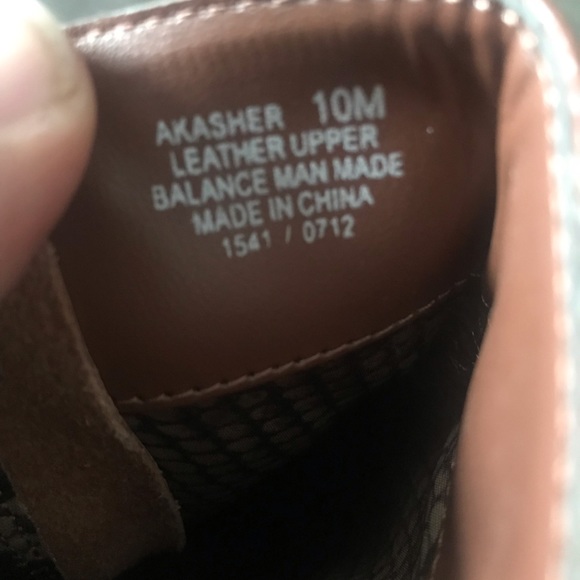 AKASHER 10M
LEATHER UPPER
BALANCE MAN MADE
MADE IN CHINA
1541 / 0712